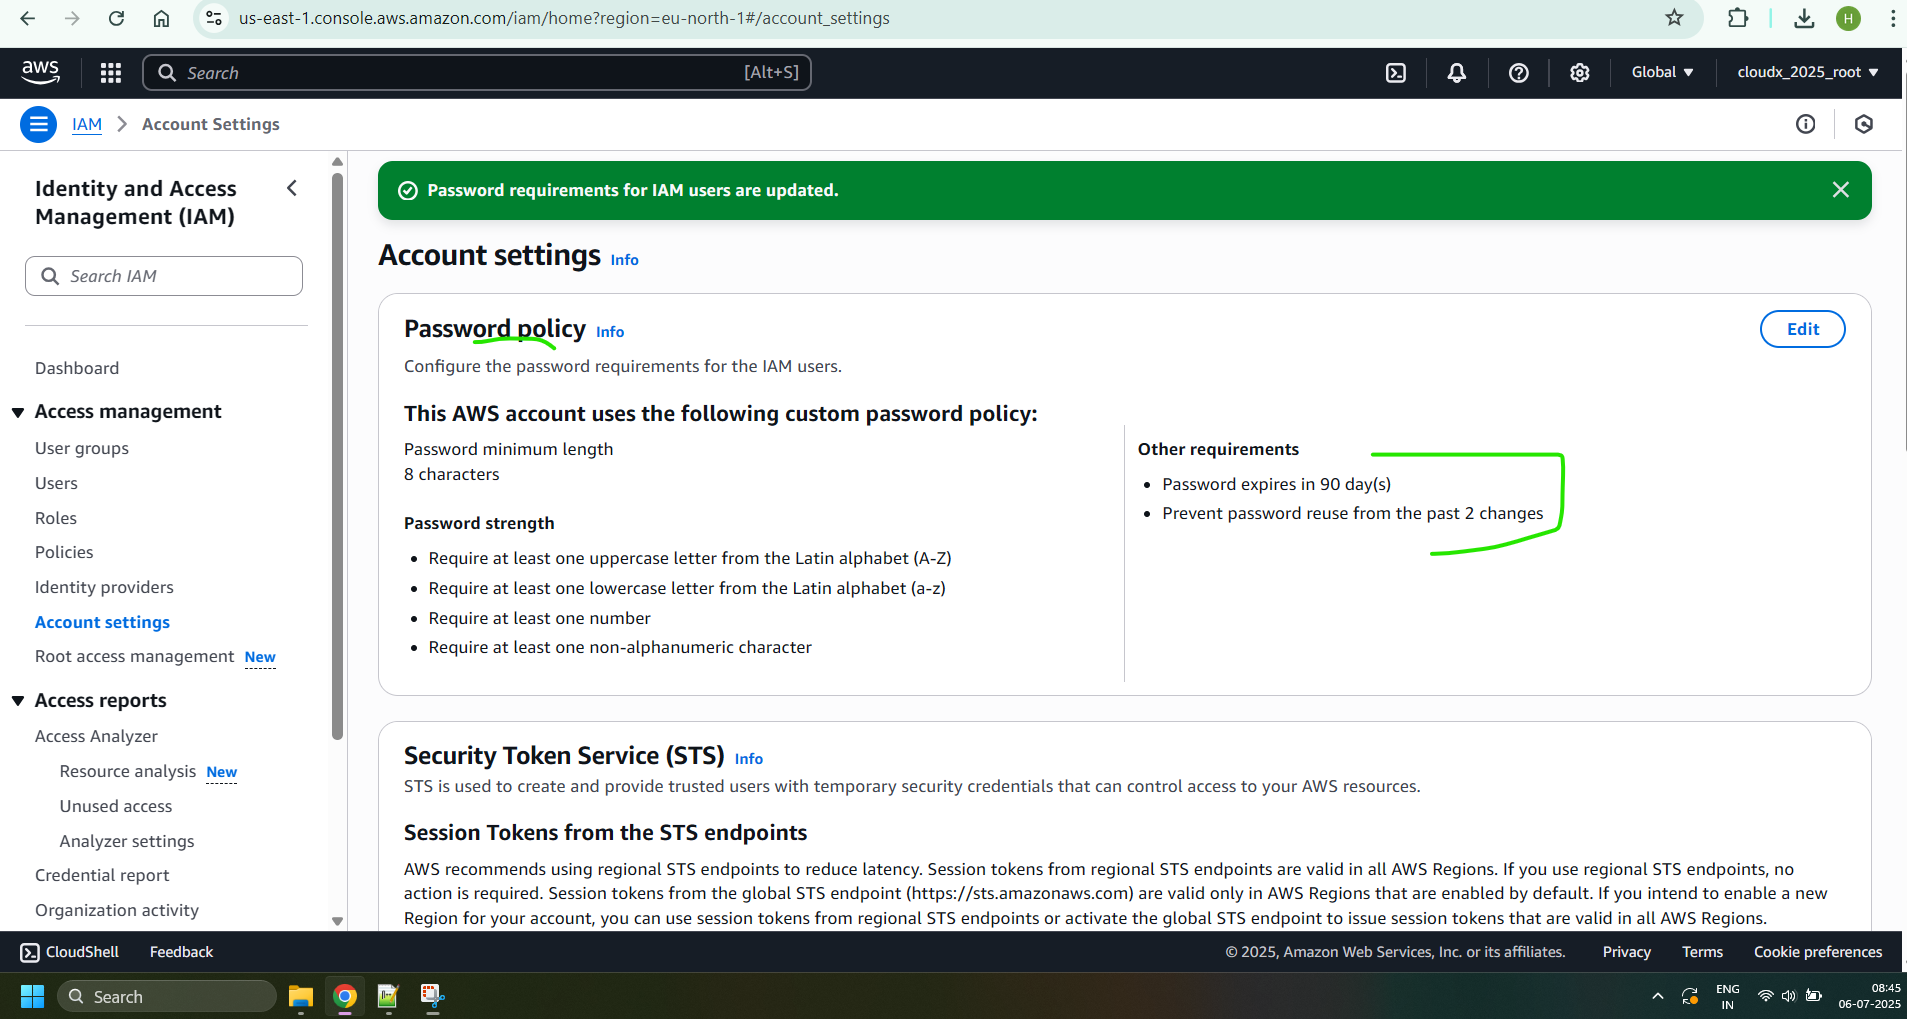 us-east-1.console.aws.amazon.com/iam/home?region=eu-north-1#/account_settings
H
aws
Search
[Alt+S]
Global
cloudx_2025_root
IAM
Account Settings
Identity and Access
Management (IAM)
Search IAM
Dashboard
Access management
User groups
Users
Roles
Policies
Identity providers
Account settings
Root access management New
Access reports
Access Analyzer
Resource analysis New
Unused access
Analyzer settings
Credential report
Organization activity
Password requirements for IAM users are updated.
Account settings Info
Password policy Info
Edit
Configure the password requirements for the IAM users.
This AWS account uses the following custom password policy:
Password minimum length
8 characters
Password strength
• Require at least one uppercase letter from the Latin alphabet (A-Z)
• Require at least one lowercase letter from the Latin alphabet (a-z)
• Require at least one number
• Require at least one non-alphanumeric character
Other requirements
• Password expires in 90 day(s)
• Prevent password reuse from the past 2 changes
Security Token Service (STS) Info
STS is used to create and provide trusted users with temporary security credentials that can control access to your AWS resources.
Session Tokens from the STS endpoints
AWS recommends using regional STS endpoints to reduce latency. Session tokens from regional STS endpoints are valid in all AWS Regions. If you use regional STS endpoints, no
action is required. Session tokens from the global STS endpoint (https://sts.amazonaws.com) are valid only in AWS Regions that are enabled by default. If you intend to enable a new
Region for your account, you can use session tokens from regional STS endpoints or activate the global STS endpoint to issue session tokens that are valid in all AWS Regions.
CloudShell
Feedback
© 2025, Amazon Web Services, Inc. or its affiliates.
Privacy
Terms
Cookie preferences
Search
ENG
IN
08:45
06-07-2025